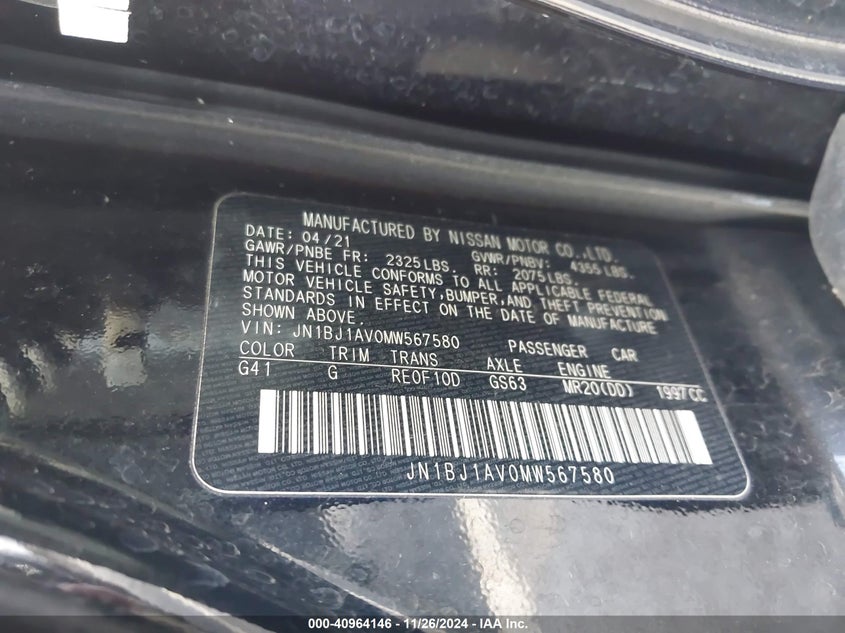 MANUFACTURED BY NISSAN MOTOR CO.,LTD.
DATE: 04/21 GVWR/PNBV: 4355 LBS.
GAWR/PNBE FR: 2325LBS. RR: 2075LBS.
THIS VEHICLE CONFORMS TO ALL APPLICABLE FEDERAL
MOTOR VEHICLE SAFETY,BUMPER,AND THEFT PREVENTION
STANDARDS IN EFFECT ON THE DATE OF MANUFACTURE
SHOWN ABOVE.
VIN: JN1BJ1AV0MW567580 PASSENGER CAR
COLOR TRIM TRANS AXLE ENGINE
G41 G RE0F10D GS63 MR20(DD) 1997CC
JN1BJ1AV0MW567580
000-40964146 - 11/26/2024 - IAA Inc.